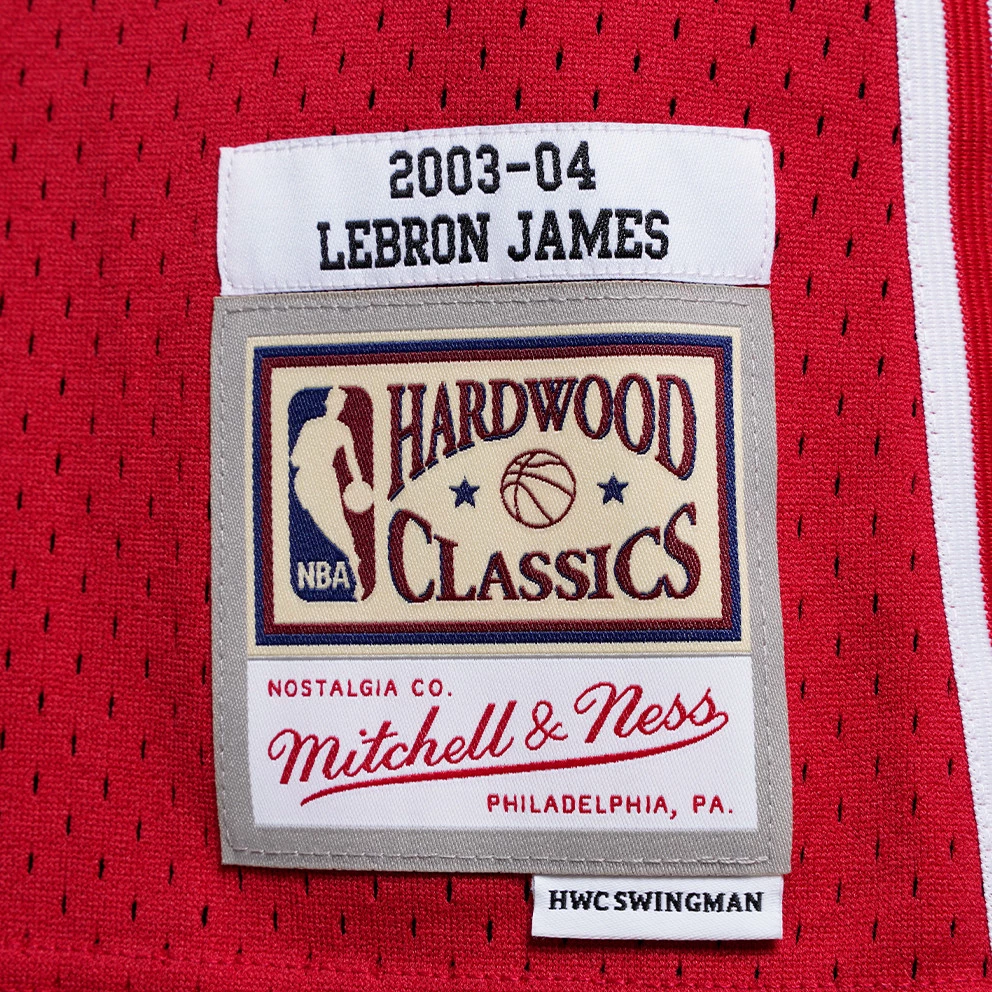 2003-04
LEBRON JAMES
HARDWOOD
CLASSICS
NBA
NOSTALGIA CO.
Mitchell & Ness
PHILADELPHIA, PA.
HWC SWINGMAN